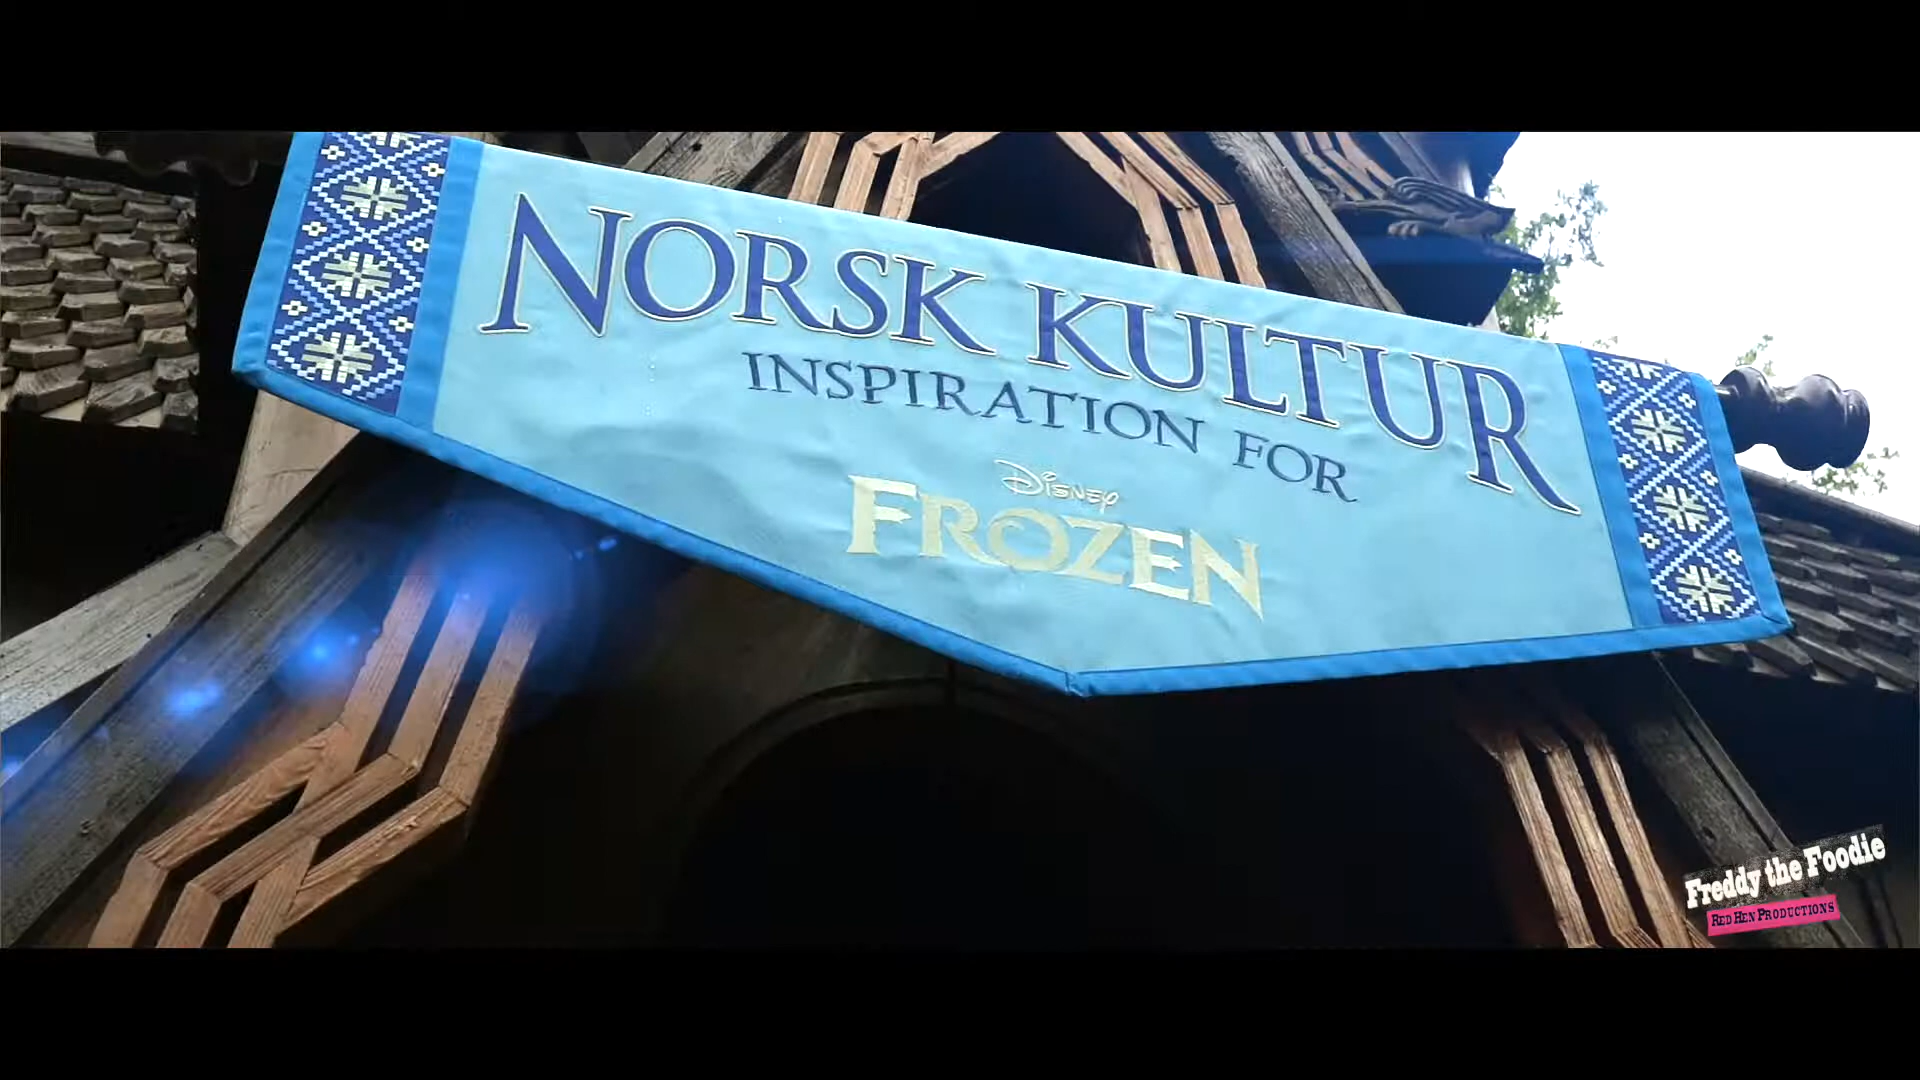 NORSK KULTUR
INSPIRATION FOR
DISNEY
FROZEN
Freddy the Foodie
RED HEN PRODUCTIONS